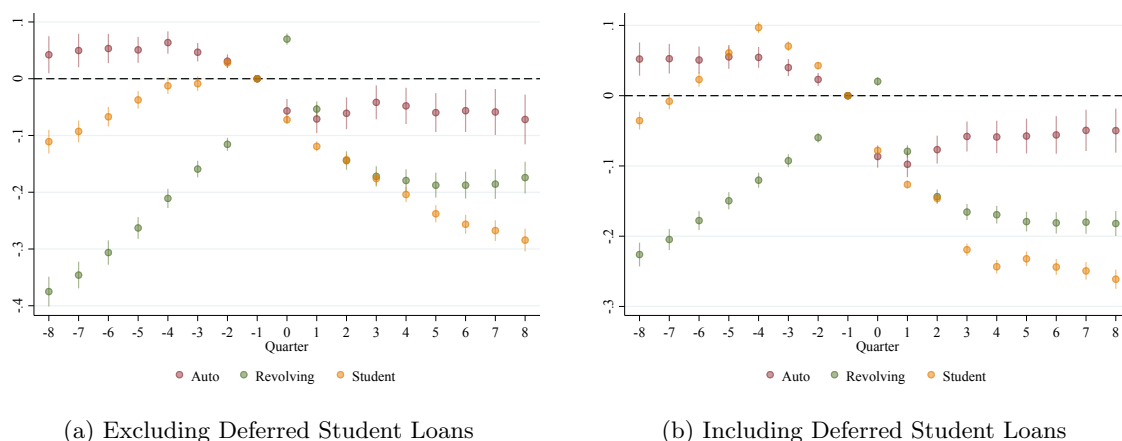 .1
0
-.1
-.2
-.3
-.4
-8 -7 -6 -5 -4 -3 -2 -1 0 1 2 3 4 5 6 7 8
Quarter
Auto Revolving Student
(a) Excluding Deferred Student Loans
.1
0
-.1
-.2
-.3
-8 -7 -6 -5 -4 -3 -2 -1 0 1 2 3 4 5 6 7 8
Quarter
Auto Revolving Student
(b) Including Deferred Student Loans